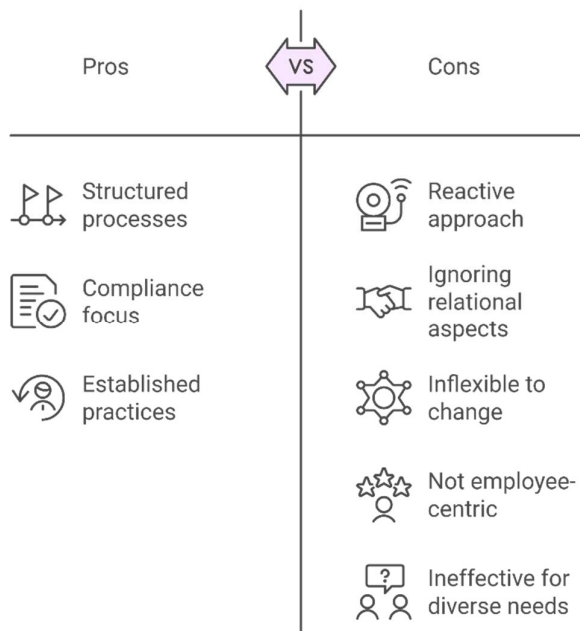 Pros
VS
Cons
Structured
processes
Compliance
focus
Established
practices
Reactive
approach
Ignoring
relational
aspects
Inflexible to
change
Not employee-
centric
?
Ineffective for
diverse needs